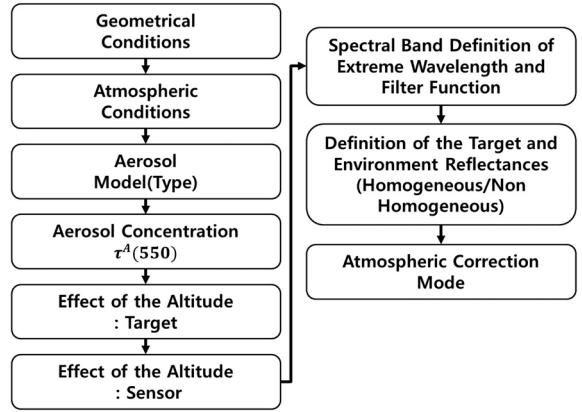 Geometrical
Conditions
Atmospheric
Conditions
Aerosol
Model(Type)
Aerosol Concentration
τᴬ(550)
Effect of the Altitude
: Target
Effect of the Altitude
: Sensor
Spectral Band Definition of
Extreme Wavelength and
Filter Function
Definition of the Target and
Environment Reflectances
(Homogeneous/Non
Homogeneous)
Atmospheric Correction
Mode